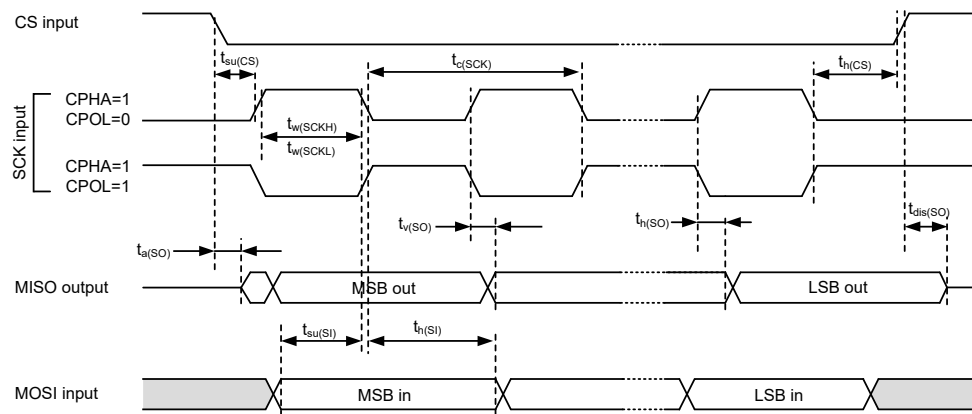 CS input
tsu(CS)
tc(SCK)
th(CS)
SCK input
CPHA=1
CPOL=0
tw(SCKH)
tw(SCKL)
CPHA=1
CPOL=1
ta(SO)
tv(SO)
th(SO)
tdis(SO)
MISO output
MSB out
LSB out
tsu(SI)
th(SI)
MOSI input
MSB in
LSB in